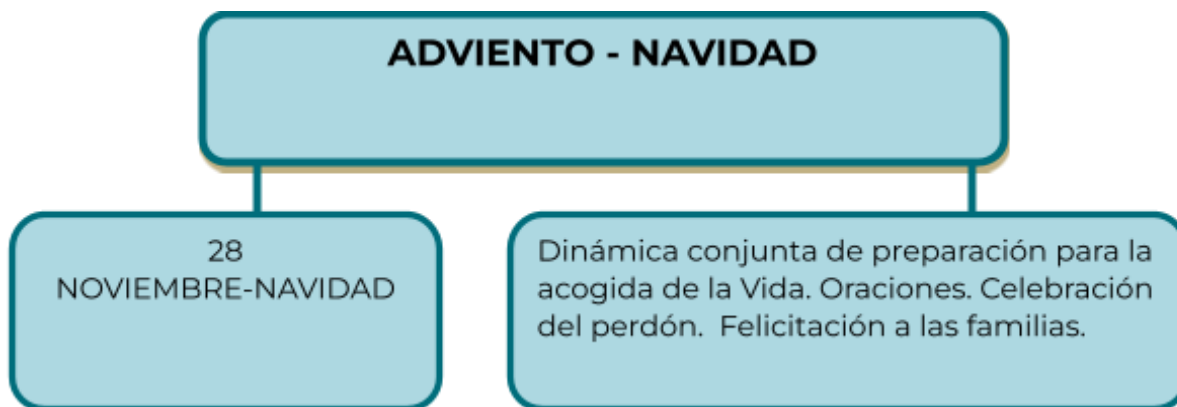 ADVIENTO - NAVIDAD
28
NOVIEMBRE-NAVIDAD
Dinámica conjunta de preparación para la
acogida de la Vida. Oraciones. Celebración
del perdón.  Felicitación a las familias.